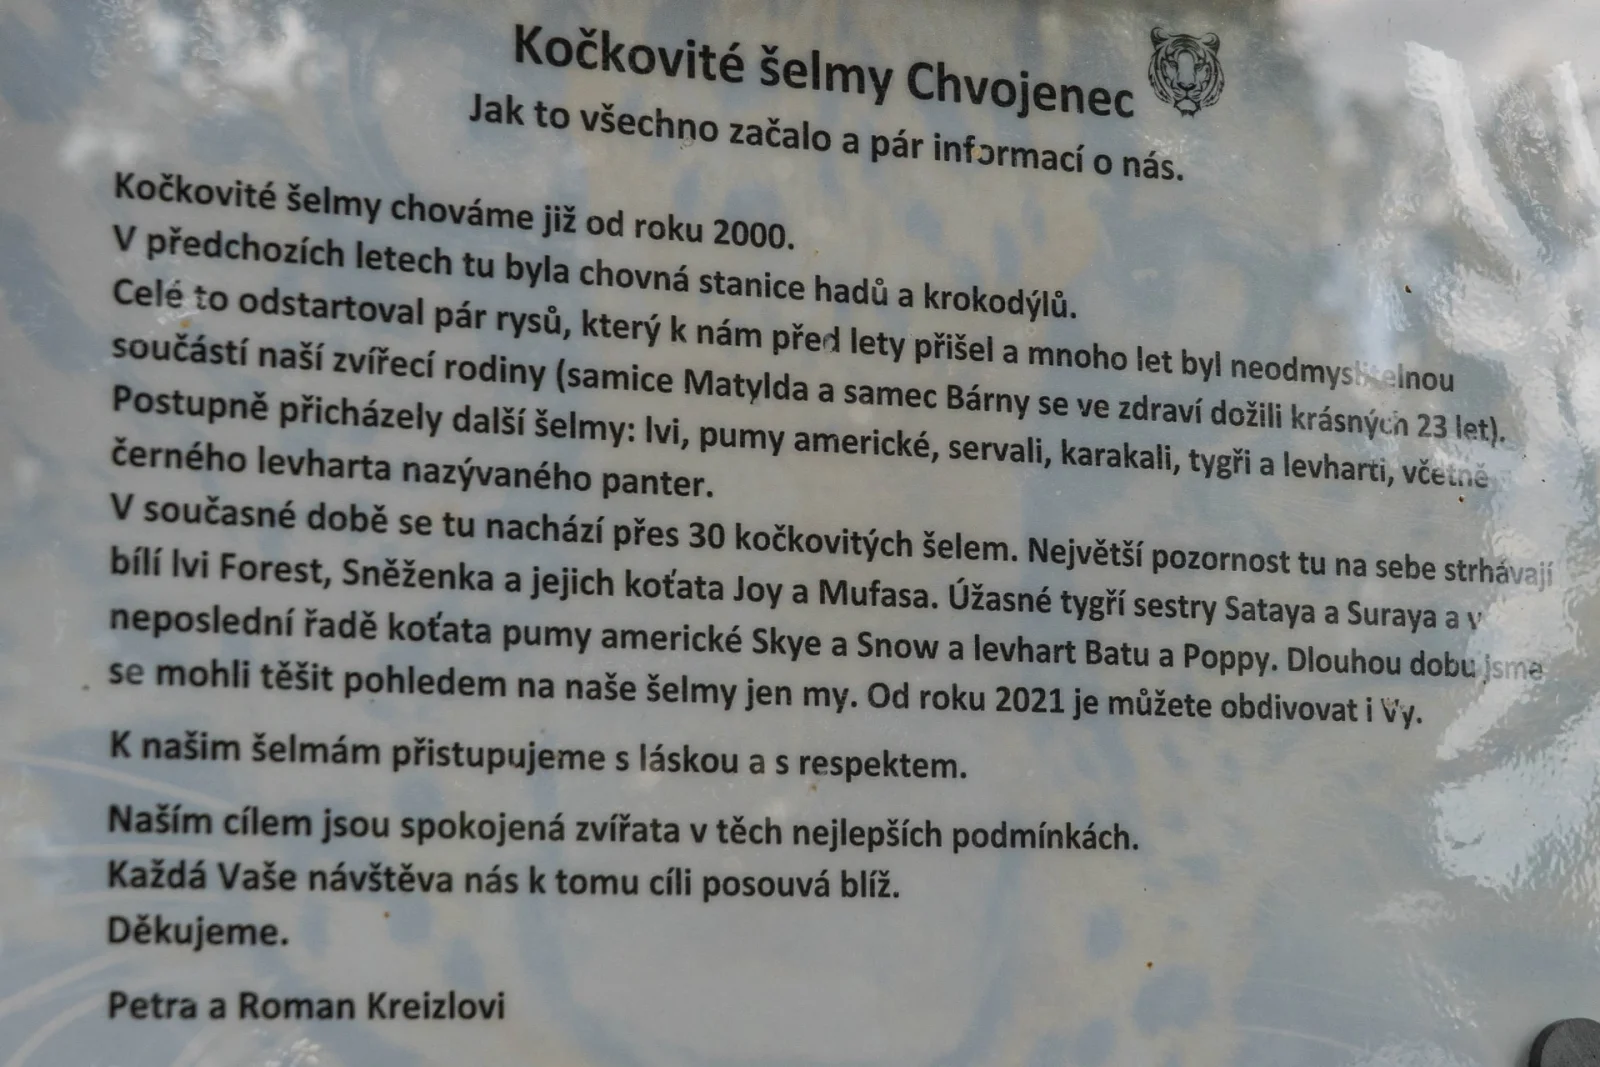 Kočkovité šelmy Chvojenec
Jak to všechno začalo a pár informací o nás.
Kočkovité šelmy chováme již od roku 2000.
V předchozích letech tu byla chovná stanice hadů a krokodýlů.
Celé to odstartoval pár rysů, který k nám před lety přišel a mnoho let byl neodmyslitelnou
součástí naší zvířecí rodiny (samice Matylda a samec Bárny se ve zdraví dožili krásných 23 let).
Postupně přicházely další šelmy: lvi, pumy americké, servali, karakali, tygři a levharti, včetně
černého levharta nazývaného panter.
V současné době se tu nachází přes 30 kočkovitých šelem. Největší pozornost tu na sebe strhávají
bílí lvi Forest, Sněženka a jejich koťata Joy a Mufasa. Úžasné tygří sestry Sataya a Suraya a v
neposlední řadě koťata pumy americké Skye a Snow a levhart Batu a Poppy. Dlouhou dobu jsme
se mohli těšit pohledem na naše šelmy jen my. Od roku 2021 je můžete obdivovat i Vy.
K našim šelmám přistupujeme s láskou a s respektem.
Naším cílem jsou spokojená zvířata v těch nejlepších podmínkách.
Každá Vaše návštěva nás k tomu cíli posouvá blíž.
Děkujeme.
Petra a Roman Kreizlovi